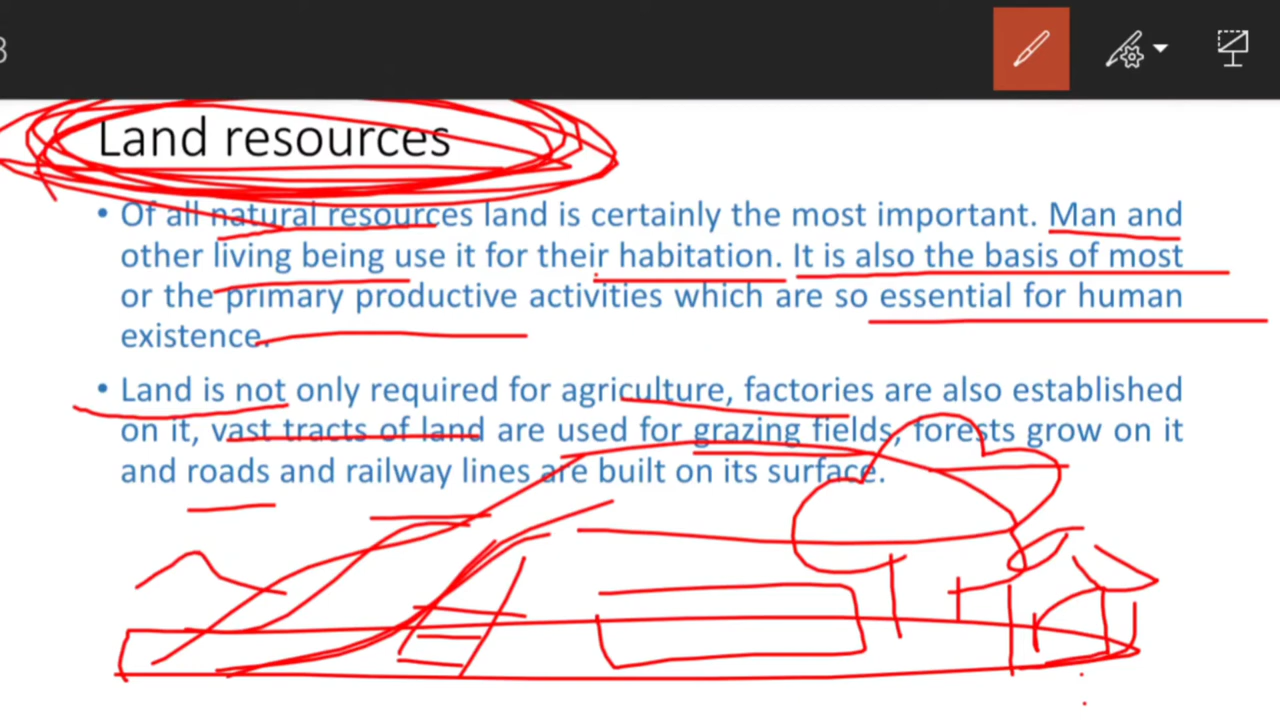 Land resources
• Of all natural resources land is certainly the most important. Man and
other living being use it for their habitation. It is also the basis of most
or the primary productive activities which are so essential for human
existence.
• Land is not only required for agriculture, factories are also established
on it, vast tracts of land are used for grazing fields, forests grow on it
and roads and railway lines are built on its surface.